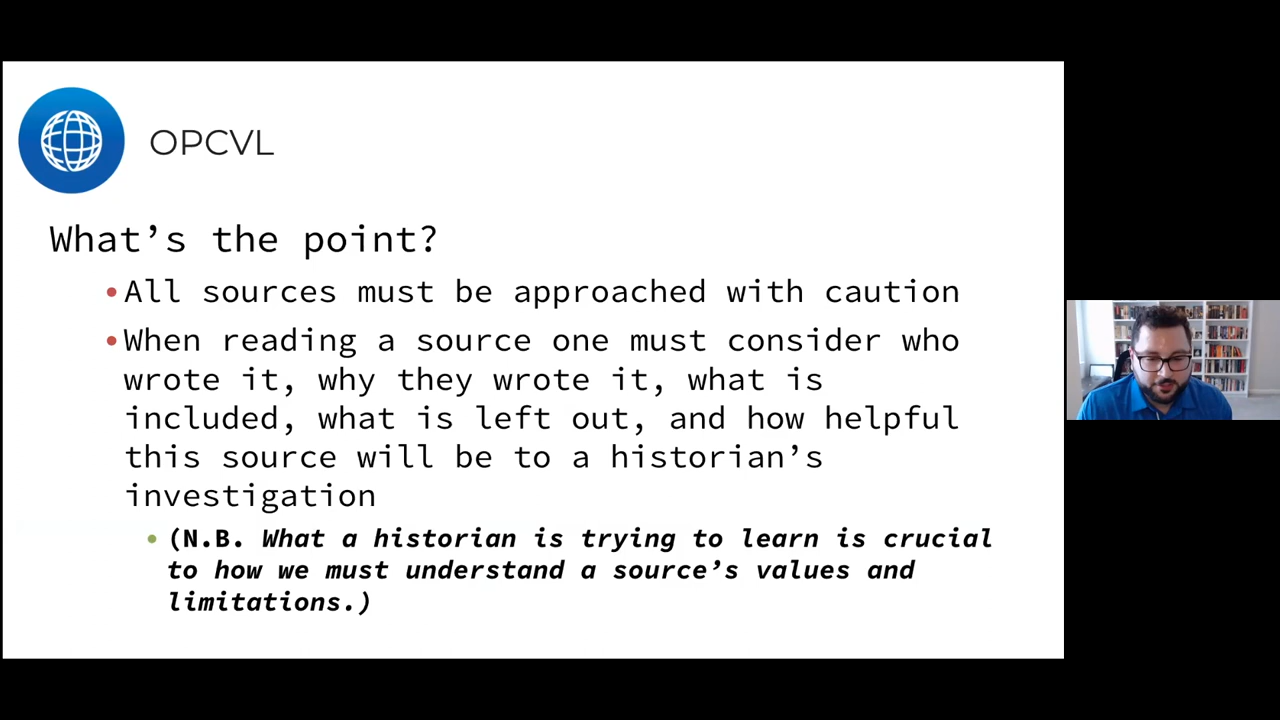 OPCVL
What’s the point?
•All sources must be approached with caution
•When reading a source one must consider who
wrote it, why they wrote it, what is
included, what is left out, and how helpful
this source will be to a historian’s
investigation
• (N.B. What a historian is trying to learn is crucial
to how we must understand a source’s values and
limitations.)